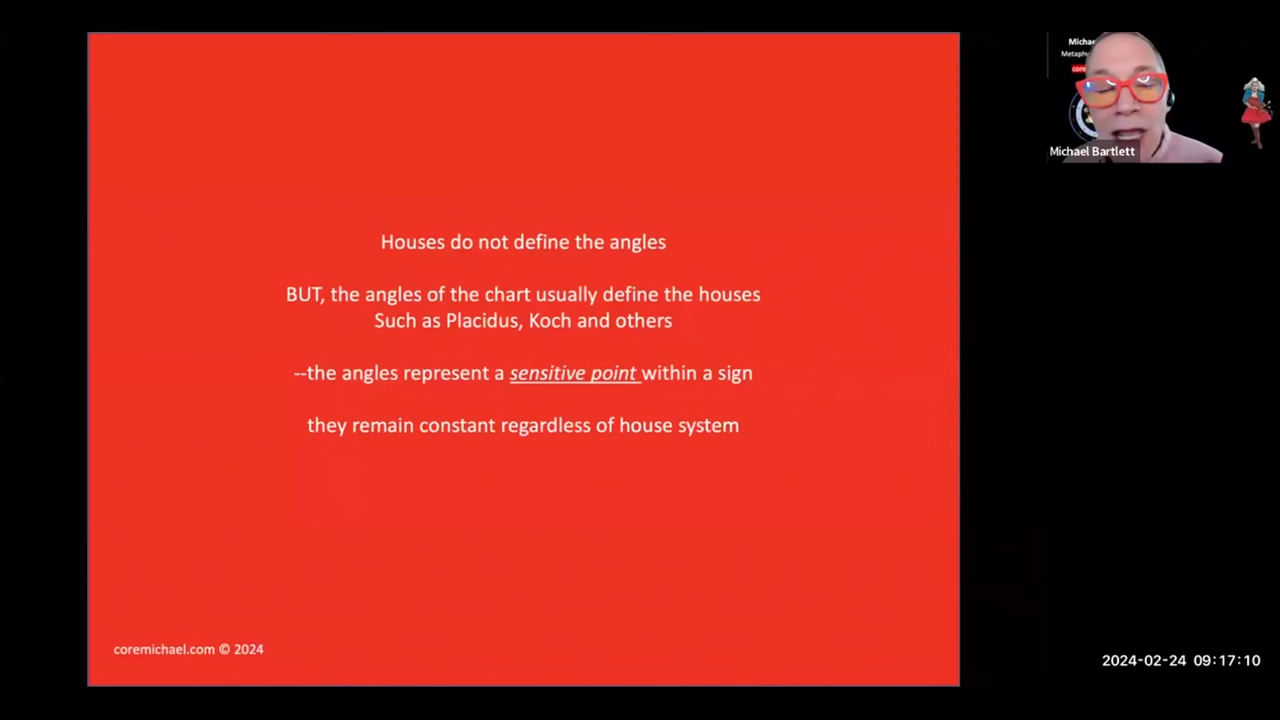 Houses do not define the angles
BUT, the angles of the chart usually define the houses
Such as Placidus, Koch and others
--the angles represent a sensitive point within a sign
they remain constant regardless of house system
coremichael.com © 2024
Michael Bartlett
2024-02-24 09:17:10